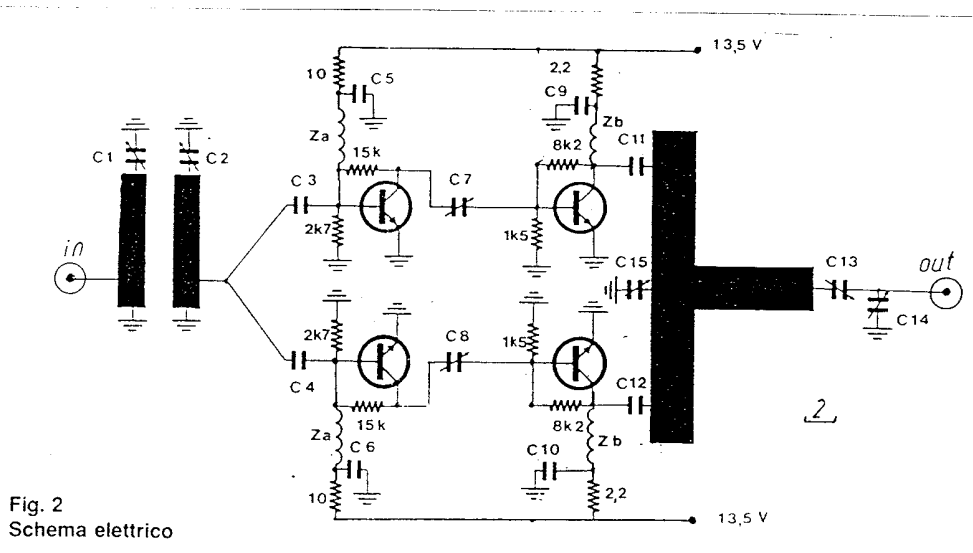 13,5 V
10
C5
2,2
C9
Za
Zb
C11
C1
C2
15k
8k2
C3
C7
2k7
1k5
in
C15
C13
out
C14
2k7
C8
1k5
C4
C12
15k
8k2
2
Za
C6
C10
Zb
10
2,2
13,5 V
Fig. 2
Schema elettrico